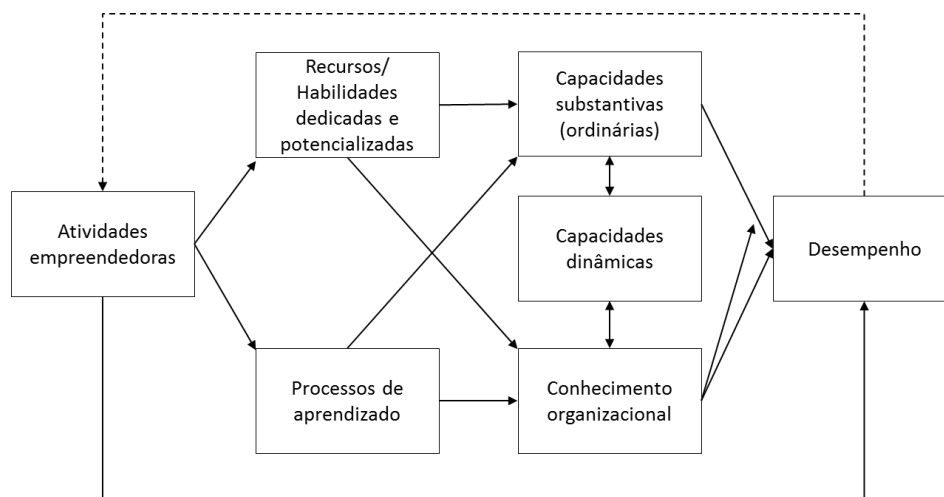 Recursos/
Habilidades
dedicadas e
potencializadas
Capacidades
substantivas
(ordinárias)
Atividades
empreendedoras
Capacidades
dinâmicas
Desempenho
Processos de
aprendizado
Conhecimento
organizacional